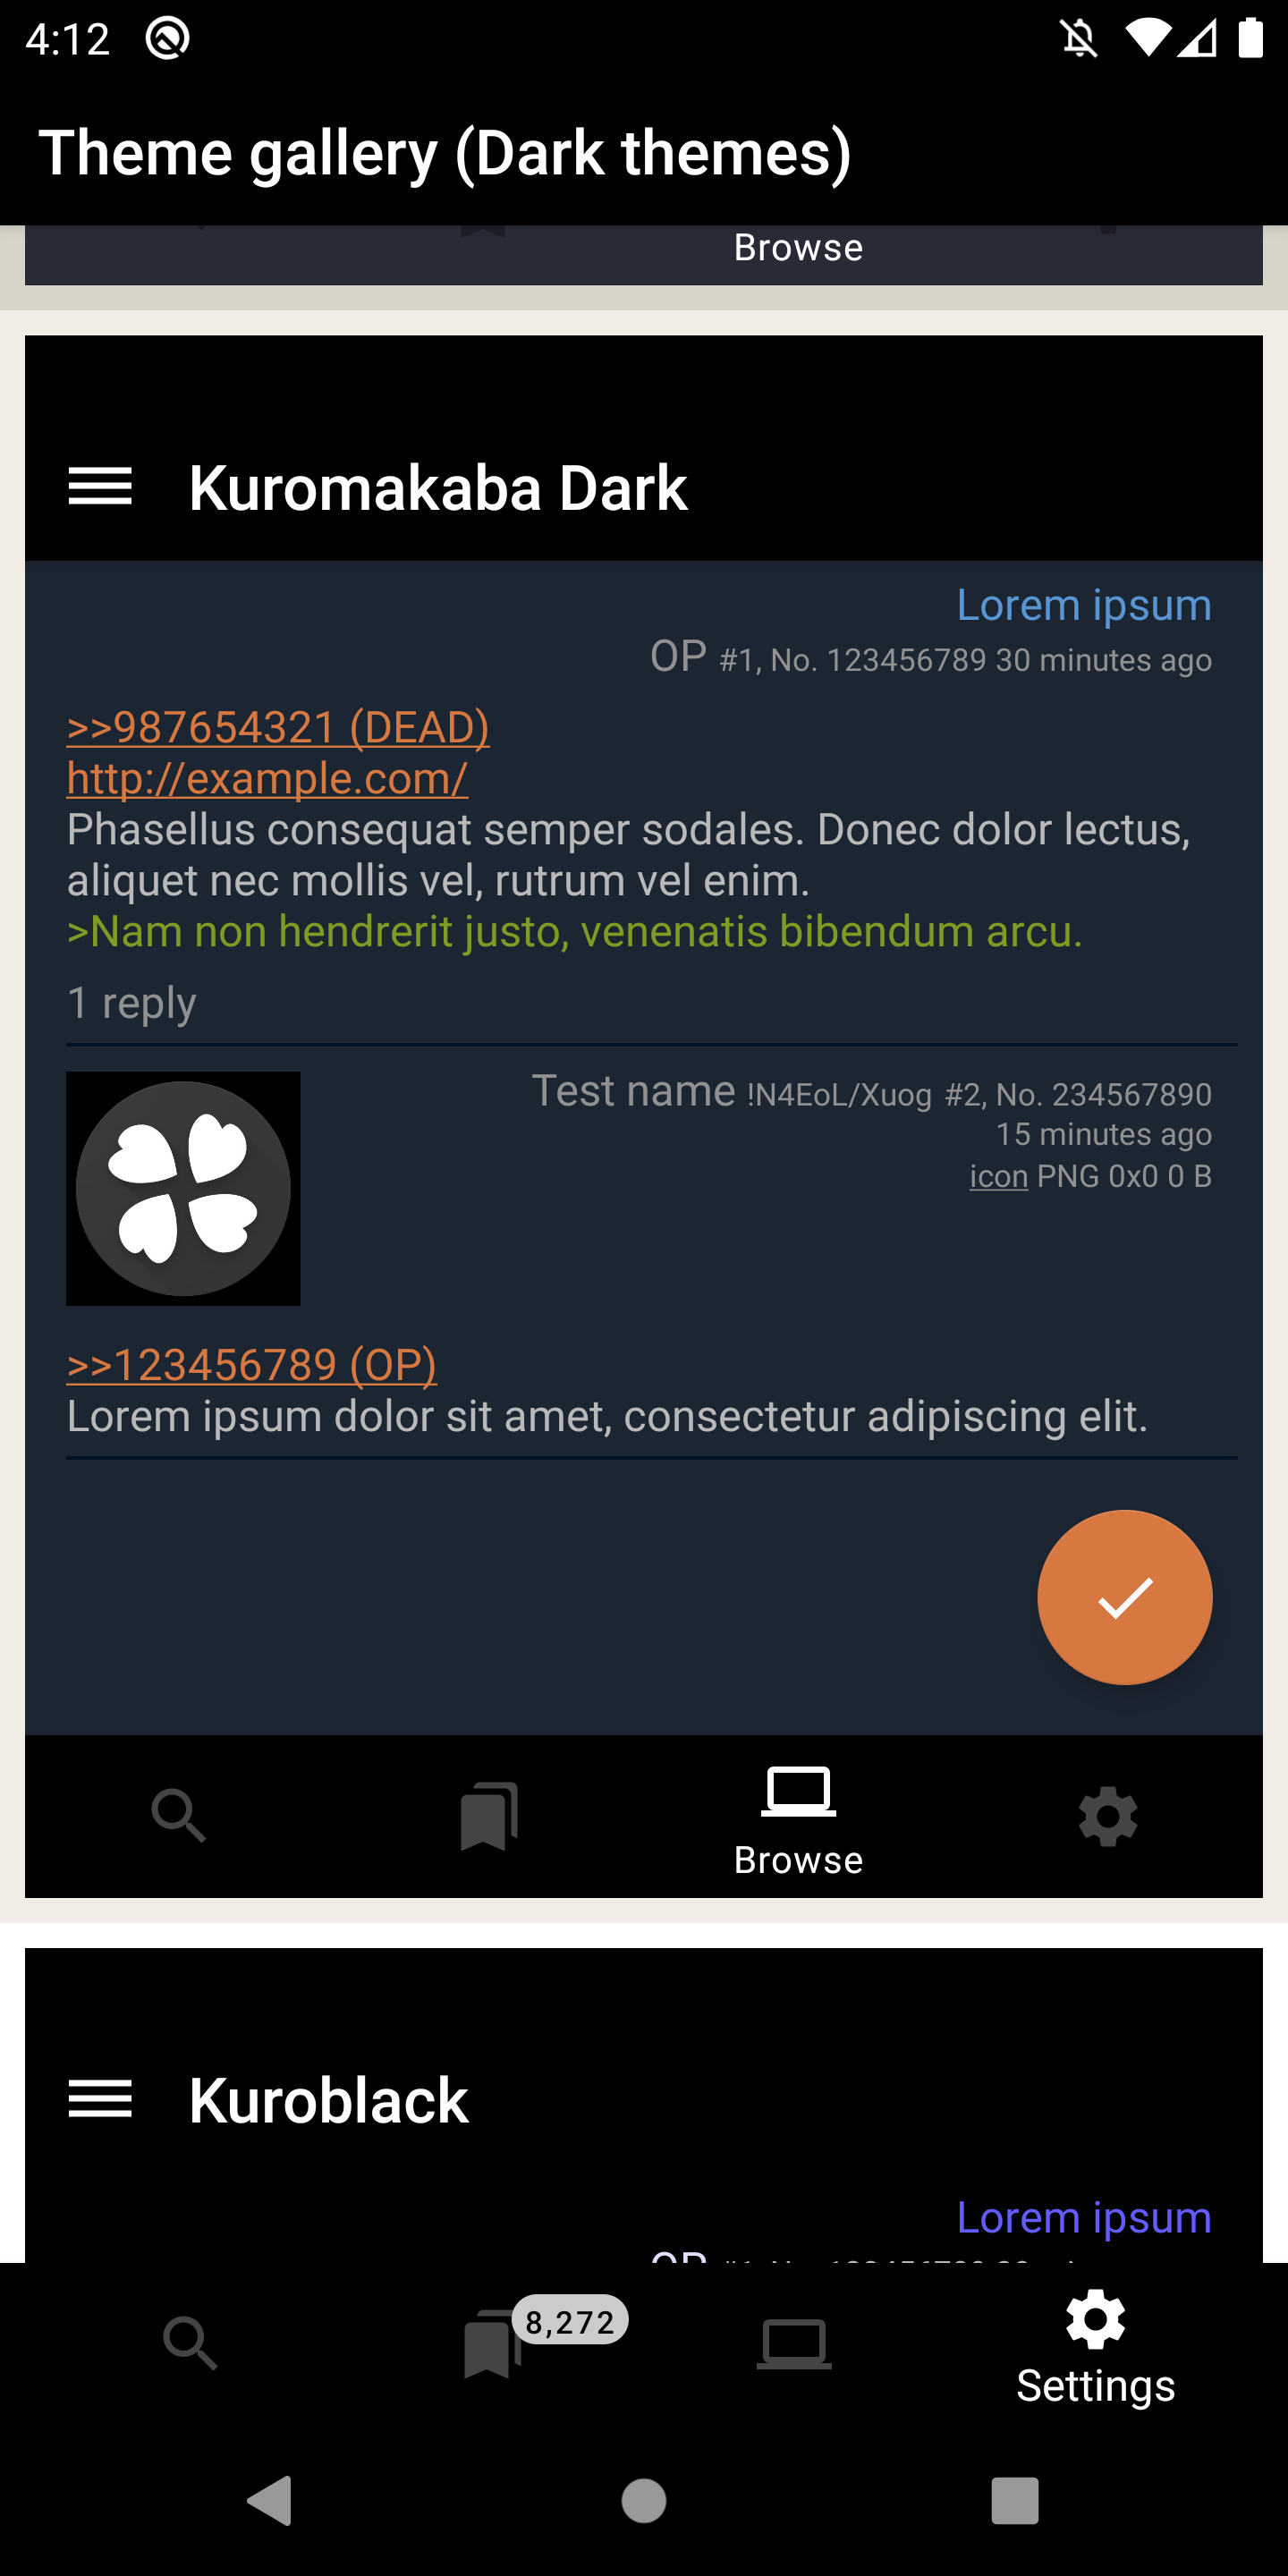 4:12
Theme gallery (Dark themes)
Browse
Kuromakaba Dark
Lorem ipsum
OP #1, No. 123456789 30 minutes ago
>>987654321 (DEAD)
http://example.com/
Phasellus consequat semper sodales. Donec dolor lectus,
aliquet nec mollis vel, rutrum vel enim.
>Nam non hendrerit justo, venenatis bibendum arcu.
1 reply
Test name !N4EoL/Xuog #2, No. 234567890
15 minutes ago
icon PNG 0x0 0 B
>>123456789 (OP)
Lorem ipsum dolor sit amet, consectetur adipiscing elit.
Browse
Kuroblack
Lorem ipsum
8,272
Settings